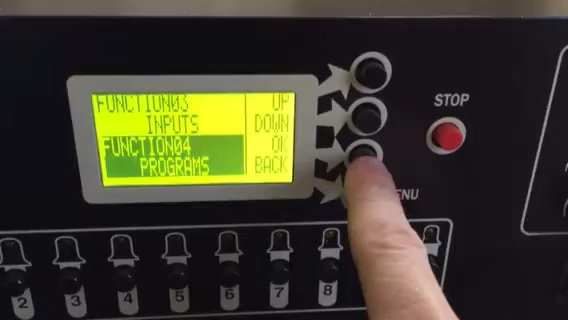 FUNCTION03 UP
INPUTS DOWN
FUNCTION04 OK
PROGRAMS BACK
STOP
2 3 4 5 6 7 8